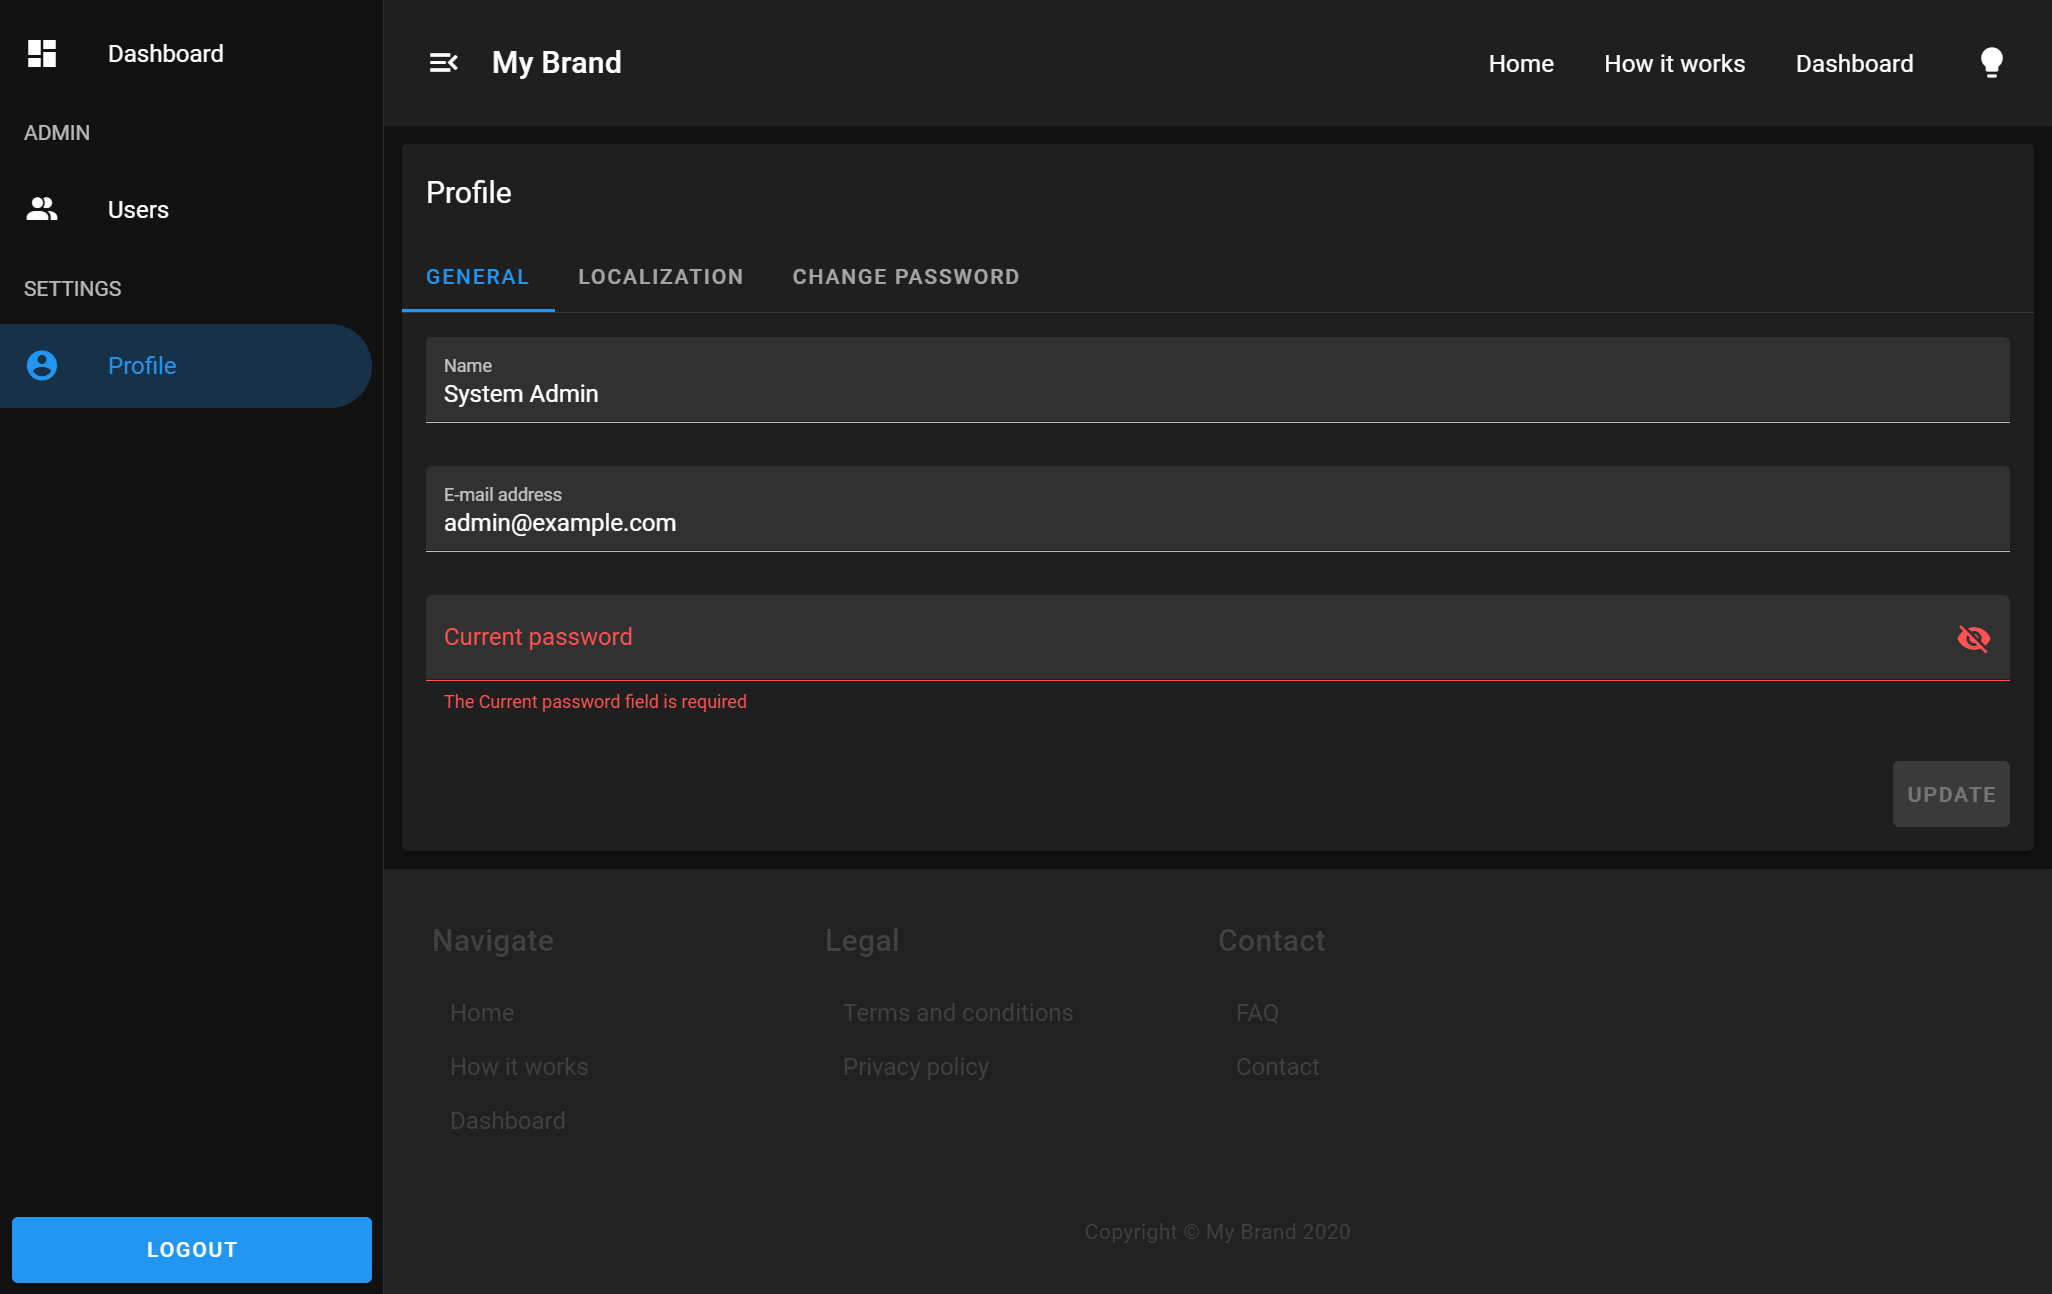 Dashboard
ADMIN
Users
SETTINGS
Profile
LOGOUT
My Brand
Home
How it works
Dashboard
Profile
GENERAL
LOCALIZATION
CHANGE PASSWORD
Name
System Admin
E-mail address
admin@example.com
Current password
The Current password field is required
UPDATE
Navigate
Home
How it works
Dashboard
Legal
Terms and conditions
Privacy policy
Contact
FAQ
Contact
Copyright © My Brand 2020